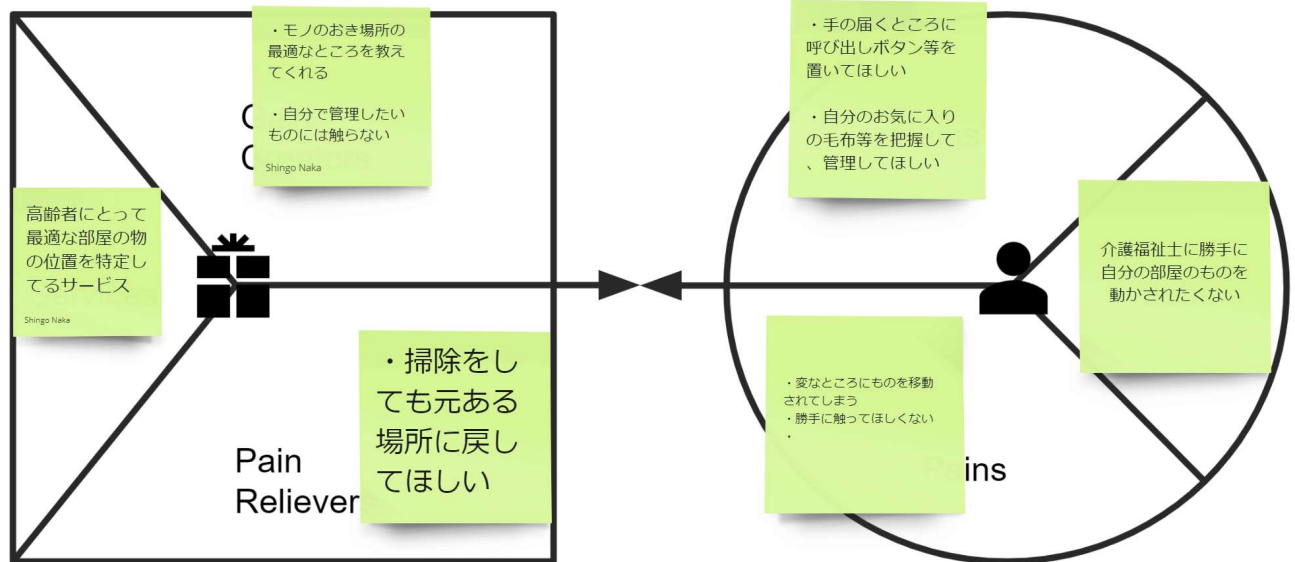 ・モノのおき場所の
最適なところを教え
てくれる
・自分で管理したい
ものには触らない
Shingo Naka
高齢者にとって
最適な部屋の物
の位置を特定し
てるサービス
Shingo Naka
・掃除をし
ても元ある
場所に戻し
てほしい
Pain
Reliever
・手の届くところに
呼び出しボタン等を
置いてほしい
・自分のお気に入り
の毛布等を把握して
、管理してほしい
介護福祉士に勝手に
自分の部屋のものを
動かされたくない
・変なところにものを移動
されてしまう
・勝手に触ってほしくない
・
Pains